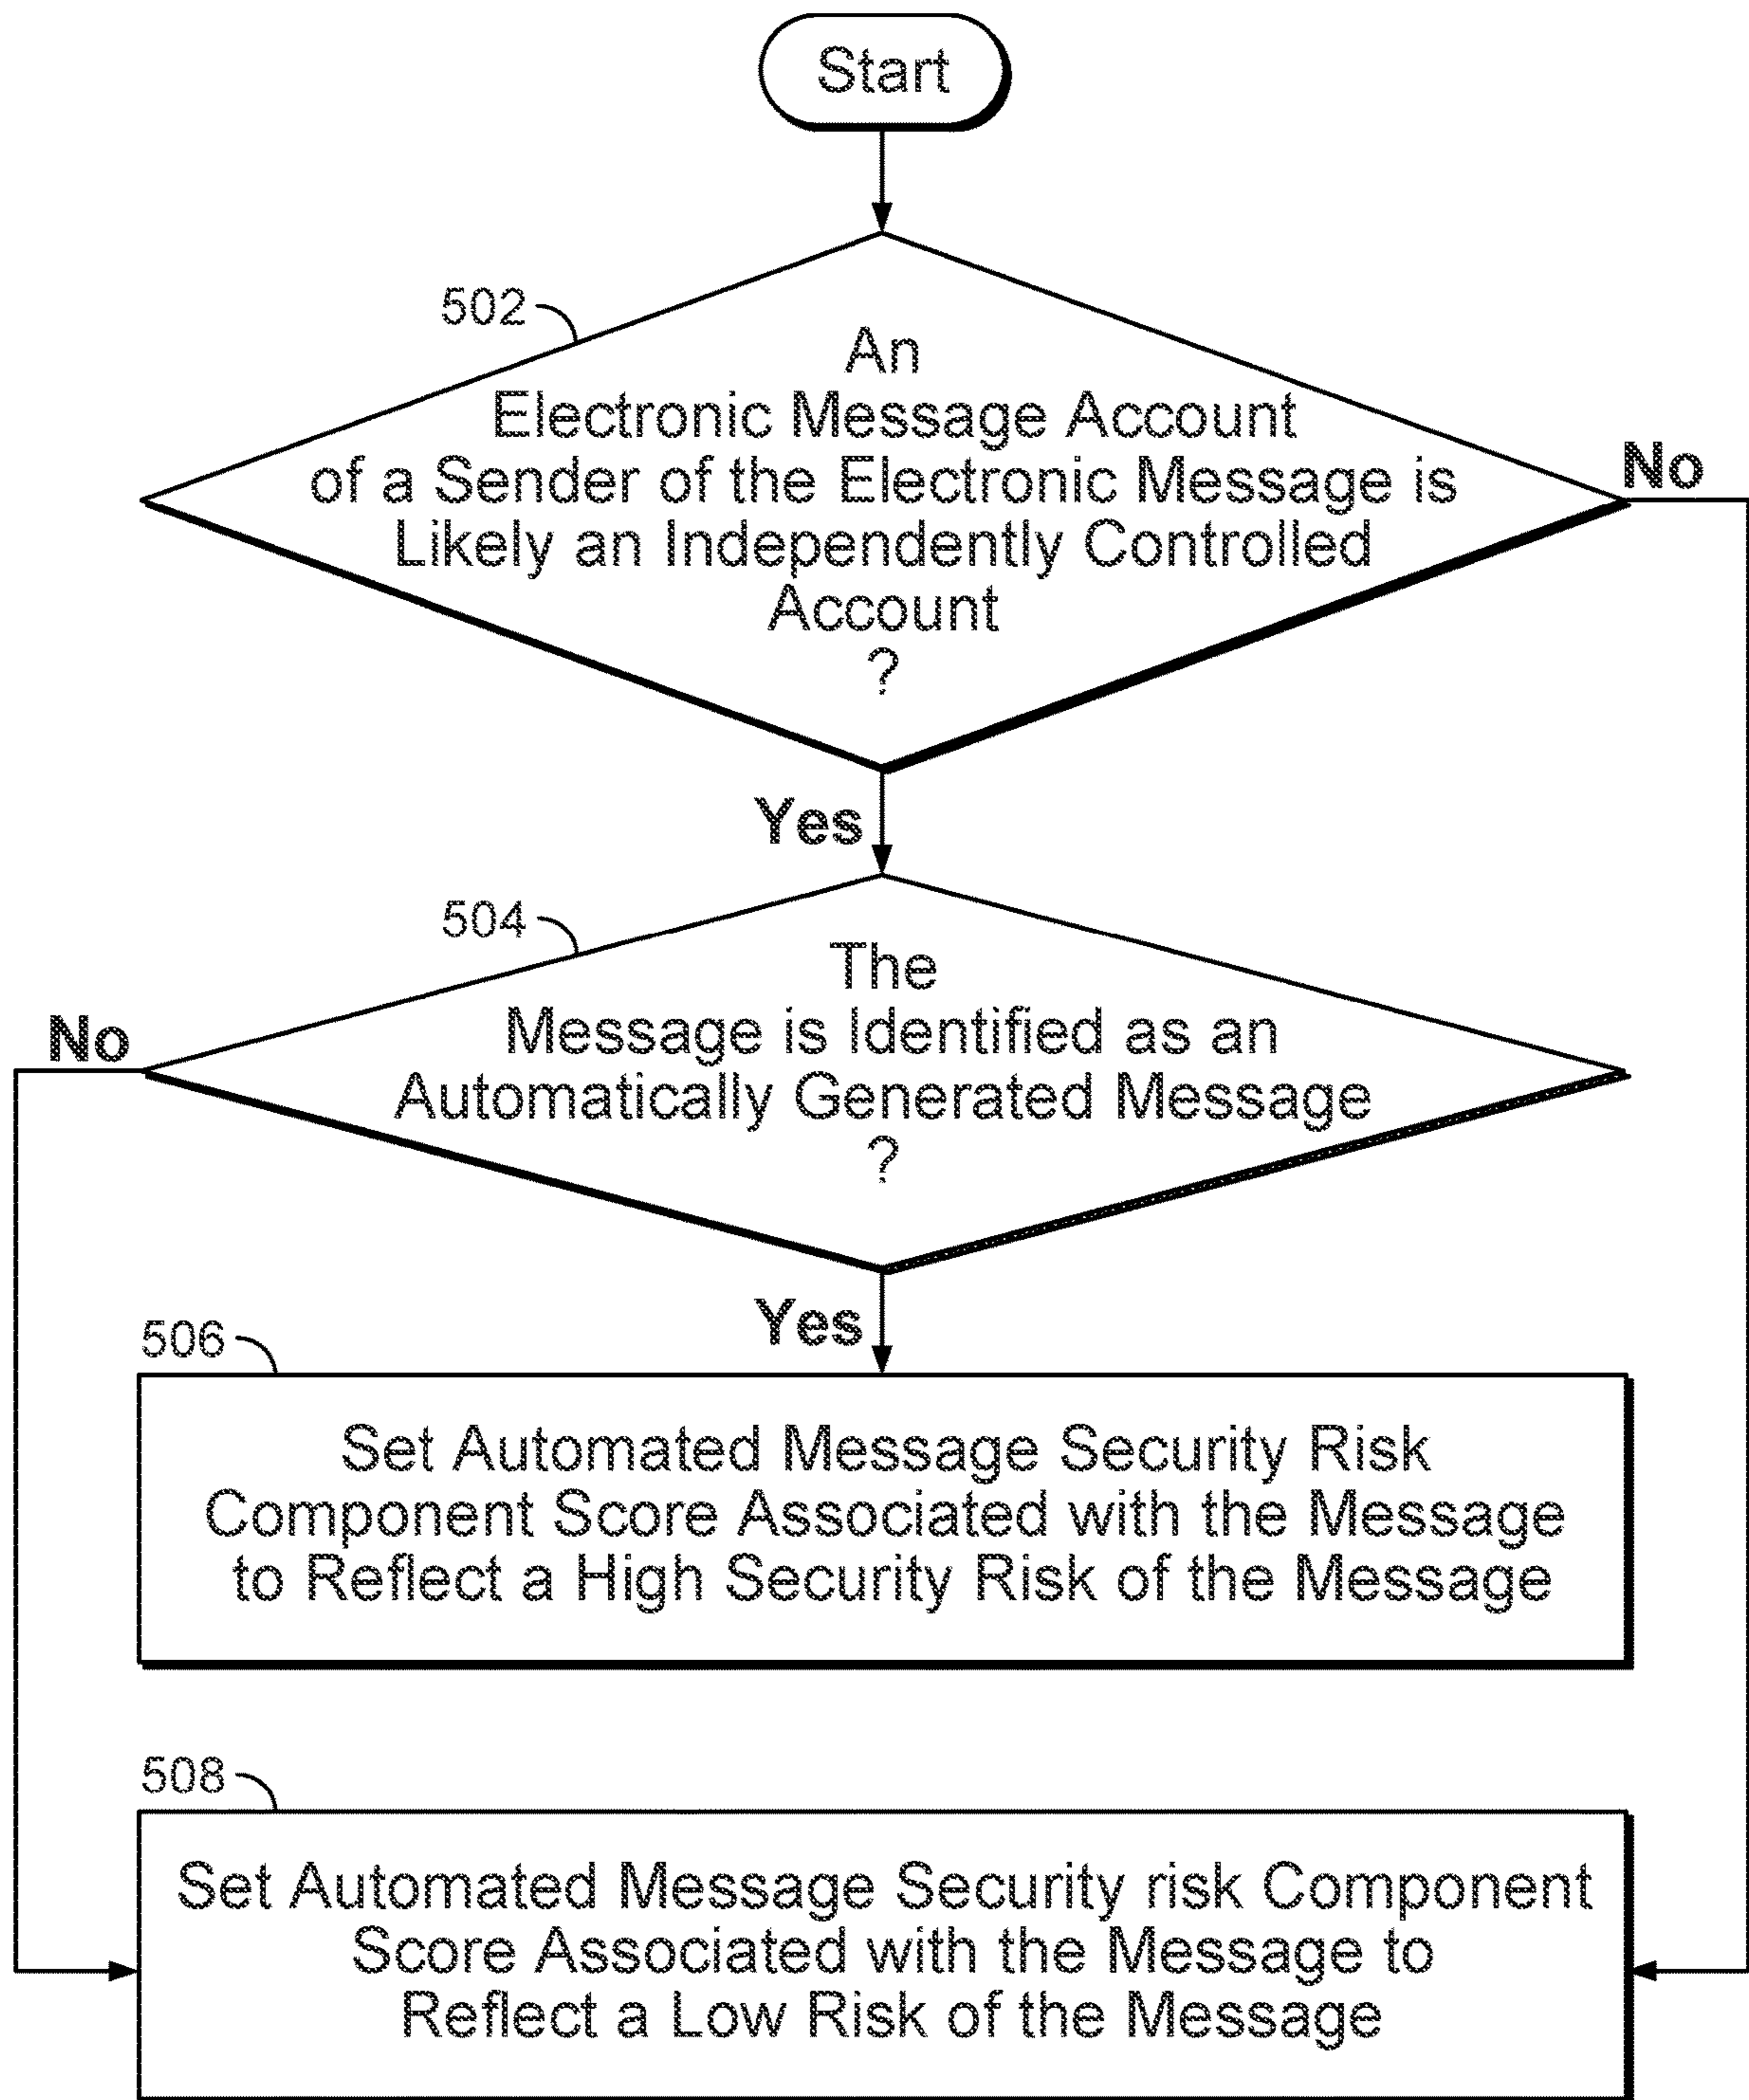 Start
502
An
Electronic Message Account
of a Sender of the Electronic Message is
Likely an Independently Controlled
Account
?
No
Yes
504
The
Message is Identified as an
Automatically Generated Message
?
No
Yes
506
Set Automated Message Security Risk
Component Score Associated with the Message
to Reflect a High Security Risk of the Message
508
Set Automated Message Security risk Component
Score Associated with the Message to
Reflect a Low Risk of the Message